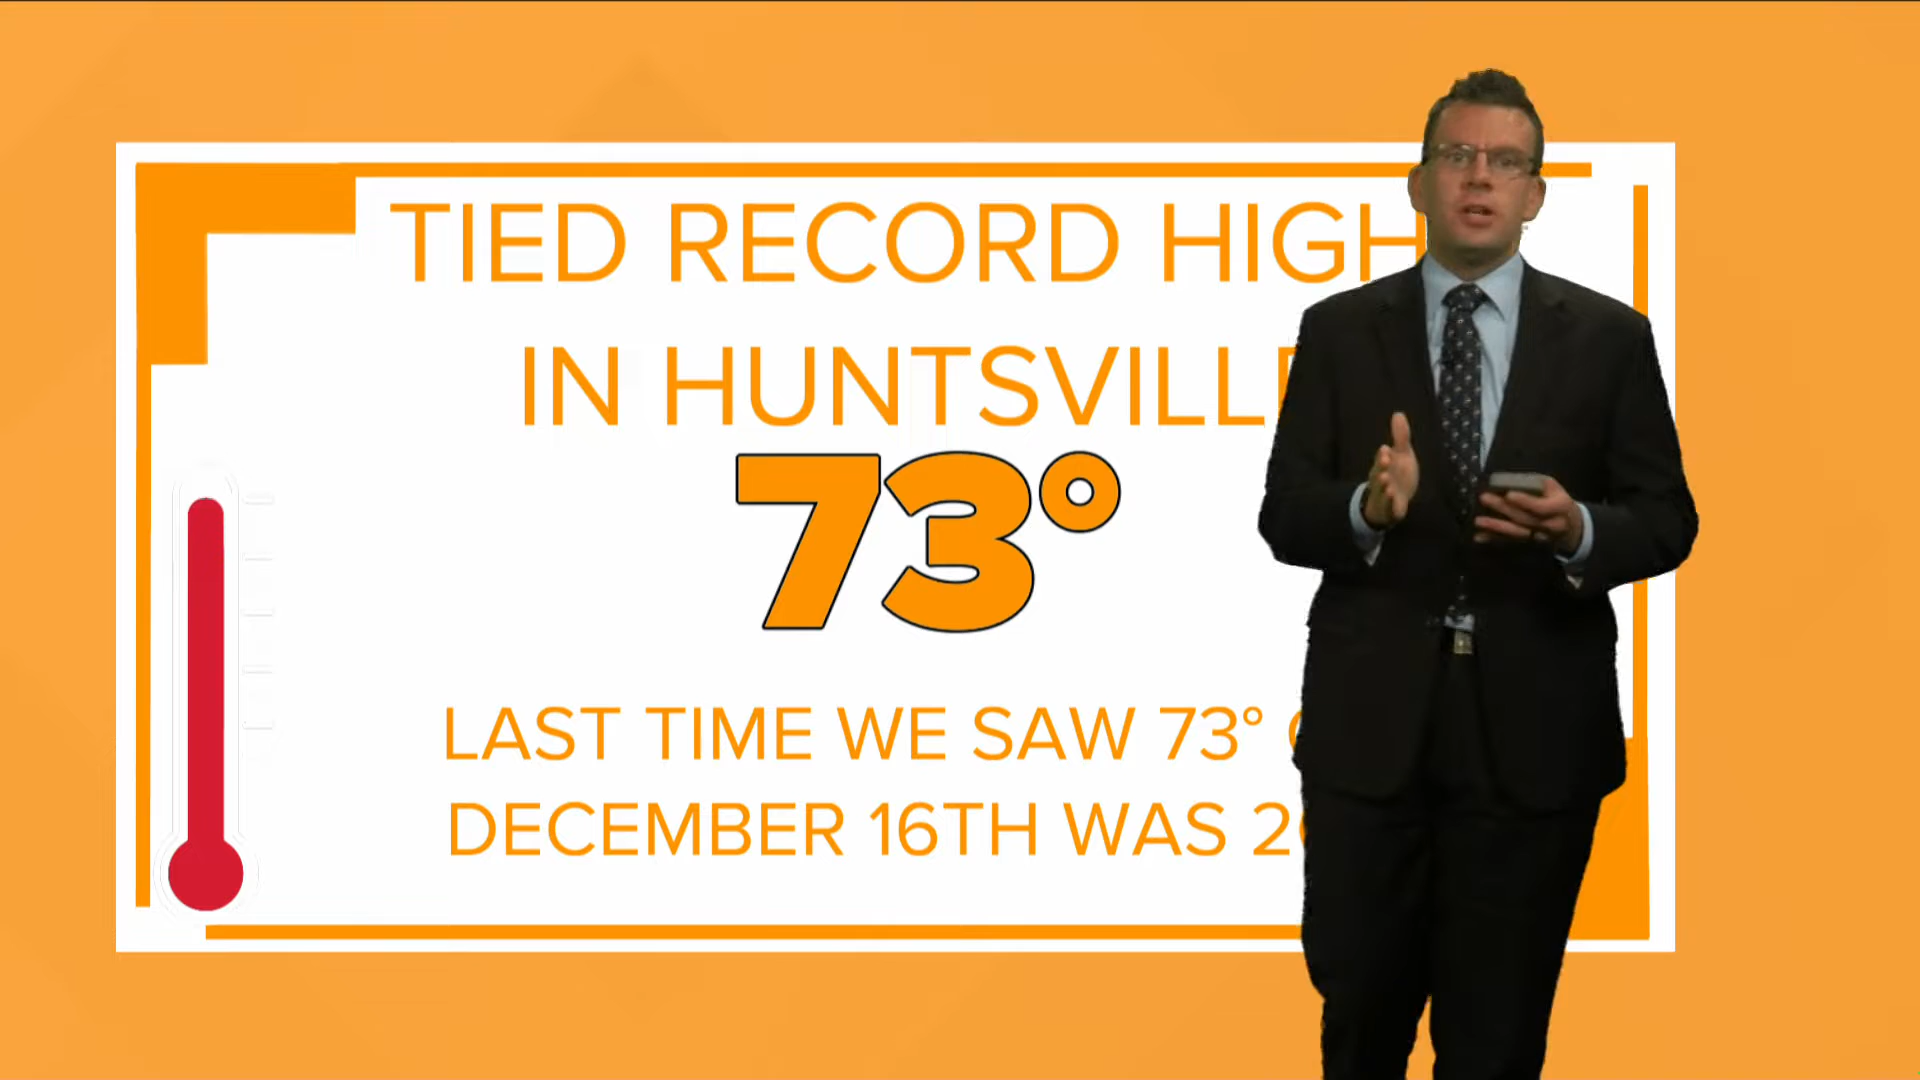 TIED RECORD HIGH
IN HUNTSVILLE
73°
LAST TIME WE SAW 73°
DECEMBER 16TH WAS